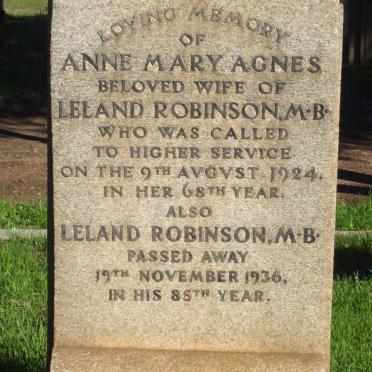 LOVING MEMORY
OF
ANNE MARY AGNES
BELOVED WIFE OF
LELAND ROBINSON, M·B·
WHO WAS CALLED
TO HIGHER SERVICE
ON THE 9TH AVGVST 1924.
IN HER 68TH YEAR.
ALSO
LELAND ROBINSON, M·B·
PASSED AWAY
19TH NOVEMBER 1936,
IN HIS 85TH YEAR.